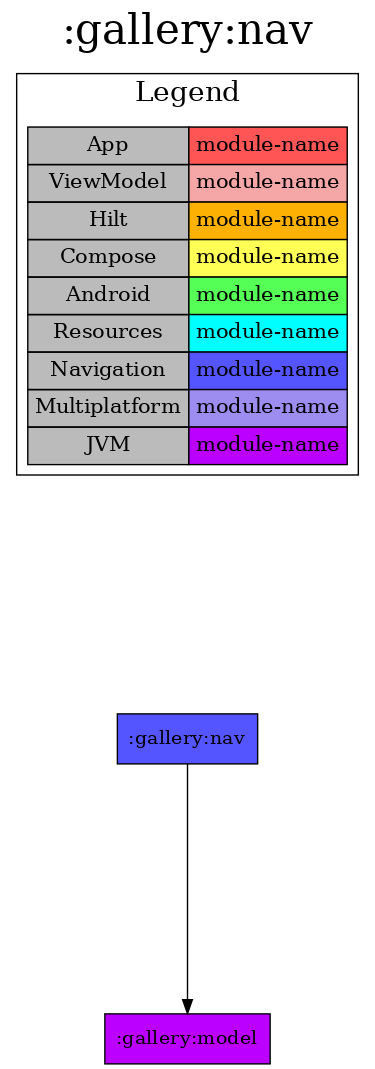 :gallery:nav
Legend
App module-name
ViewModel module-name
Hilt module-name
Compose module-name
Android module-name
Resources module-name
Navigation module-name
Multiplatform module-name
JVM module-name
:gallery:nav
:gallery:model